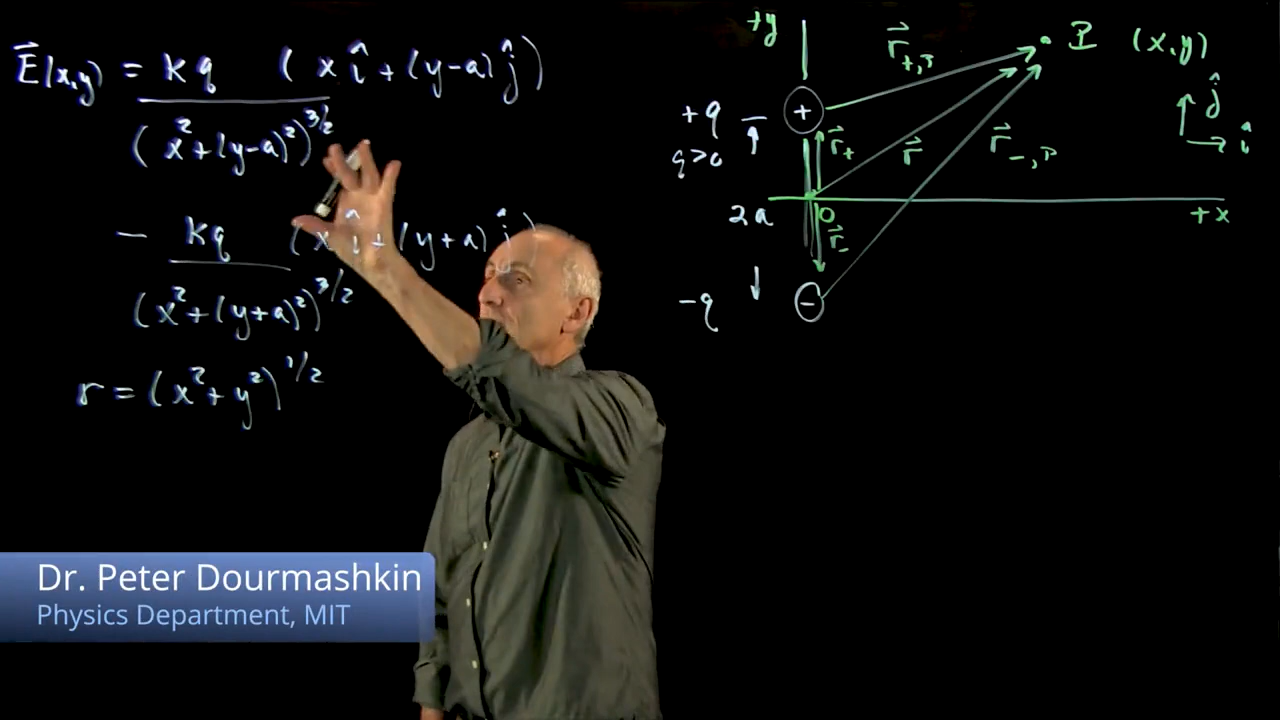 E⃗(x,y) = kq (x î + (y-a) ĵ)
(x² + (y-a)²)^3/2
- kq (x î + (y+a) ĵ)
(x² + (y+a)²)^3/2
r = (x² + y²)^1/2
+y
r⃗+,P
P (x,y)
ĵ
î
+q
q>0
+
r⃗+
r⃗
r⃗-,P
2a
O
+x
r⃗-
-q
-
Dr. Peter Dourmashkin
Physics Department, MIT